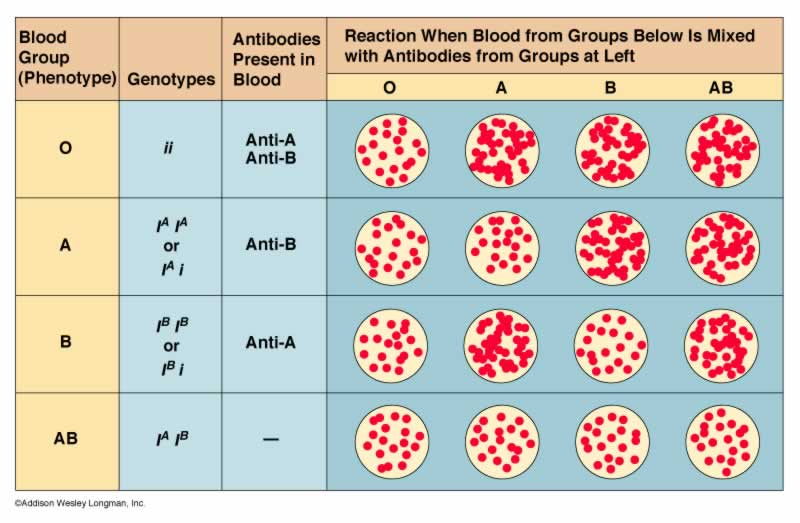 Blood
Group
(Phenotype)
Genotypes
Antibodies
Present in
Blood
Reaction When Blood from Groups Below Is Mixed
with Antibodies from Groups at Left
O A B AB
O
ii
Anti-A
Anti-B
A
I^A I^A
or
I^A i
Anti-B
B
I^B I^B
or
I^B i
Anti-A
AB
I^A I^B
—
©Addison Wesley Longman, Inc.